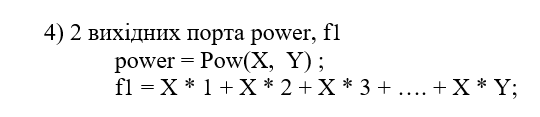 4) 2 вихідних порта power, f1
power = Pow(X, Y) ;
f1 = X * 1 + X * 2 + X * 3 + …. + X * Y;